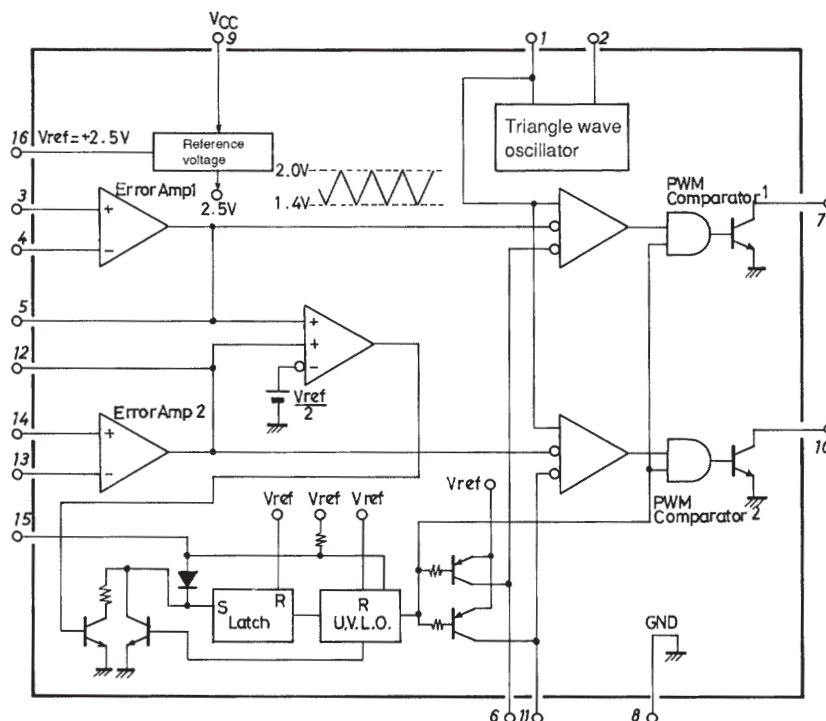 VCC
9
1
2
16 Vref=+2.5V
Reference
voltage
Triangle wave
oscillator
2.0V
1.4V
2.5V
3
Error Amp1
+
4
−
PWM
Comparator 1
7
5
+
12
+
−
Vref
2
14
Error Amp 2
+
13
−
10
PWM
Comparator 2
15
Vref
Vref
Vref
Vref
S
R
Latch
R
U.V.L.O.
GND
6
11
8